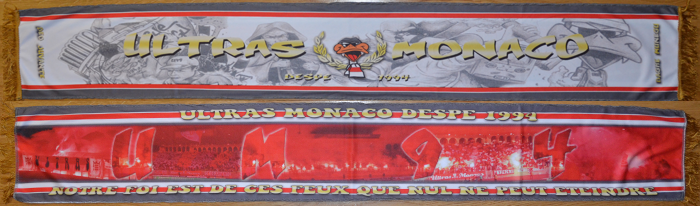 ULTRAS MONACO
DESPE 1994
ULTRAS MONACO DESPE 1994
U M 9 4
NOTRE FOI EST DE CES FEUX QUE NUL NE PEUT ETEINDRE